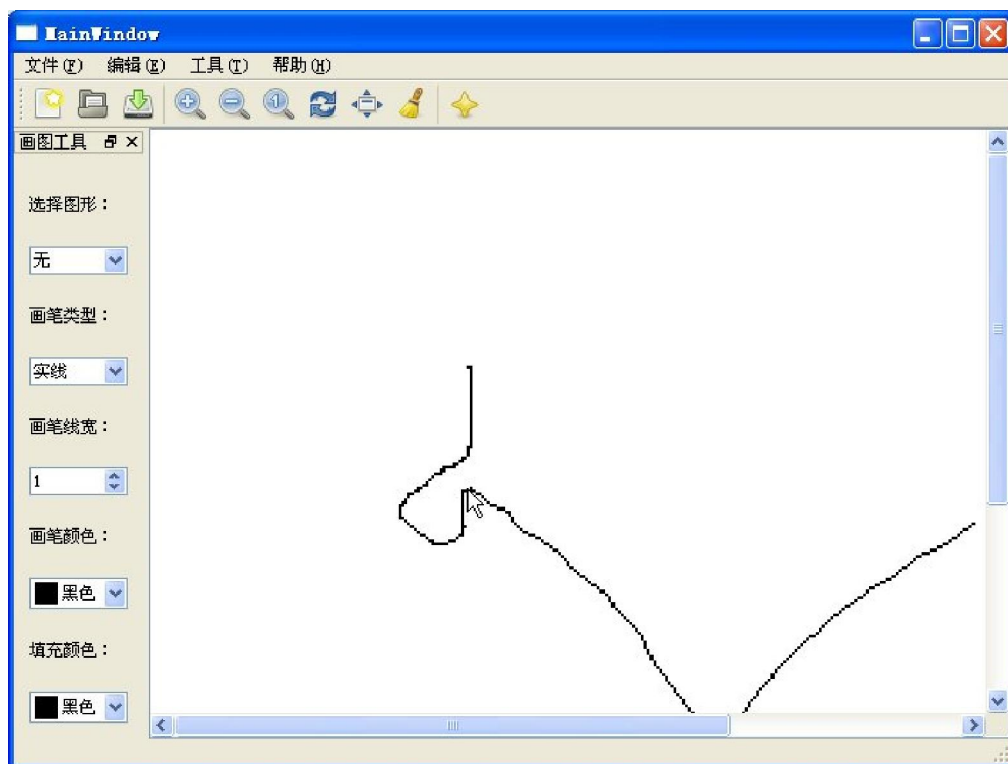 MainWindow
文件(F) 编辑(E) 工具(T) 帮助(H)
画图工具
选择图形：
无
画笔类型：
实线
画笔线宽：
1
画笔颜色：
黑色
填充颜色：
黑色